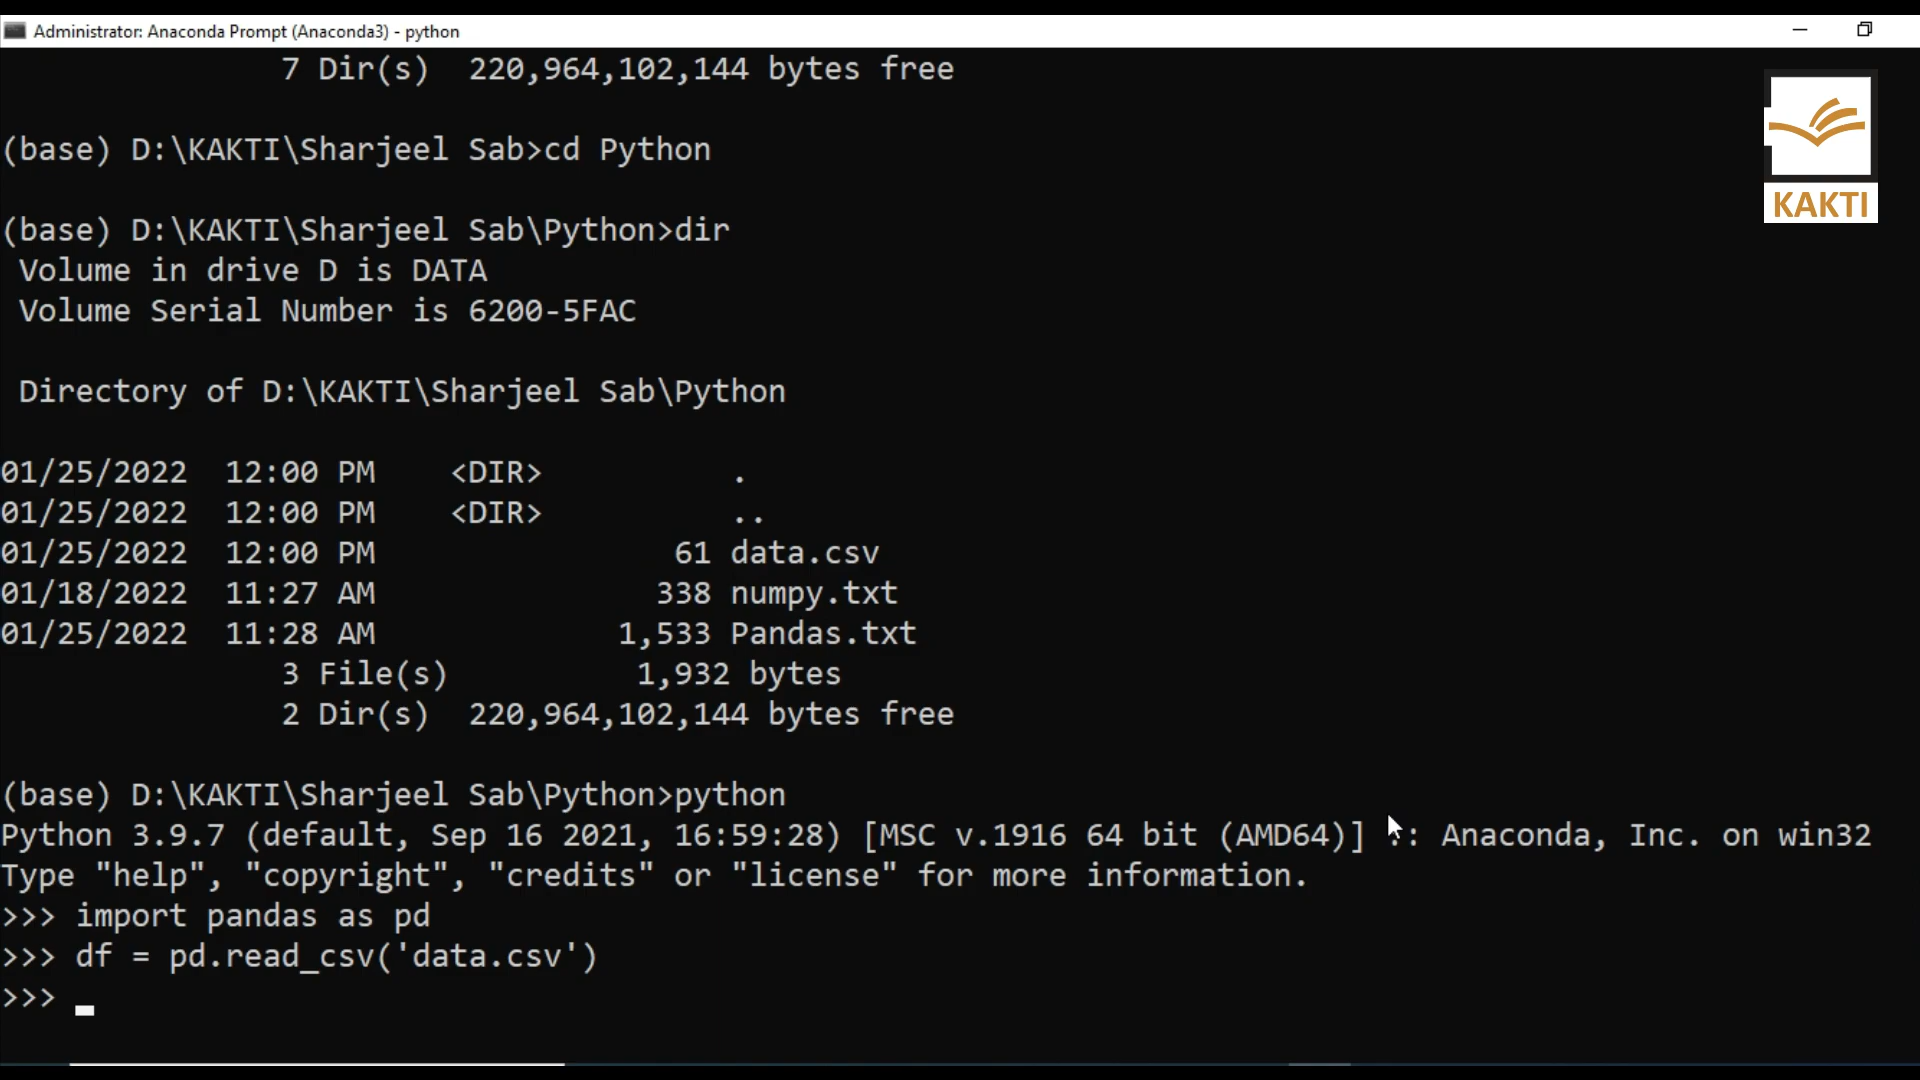 Administrator: Anaconda Prompt (Anaconda3) - python
7 Dir(s)  220,964,102,144 bytes free
(base) D:\KAKTI\Sharjeel Sab>cd Python
(base) D:\KAKTI\Sharjeel Sab\Python>dir
Volume in drive D is DATA
Volume Serial Number is 6200-5FAC
Directory of D:\KAKTI\Sharjeel Sab\Python
01/25/2022  12:00 PM    <DIR>          .
01/25/2022  12:00 PM    <DIR>          ..
01/25/2022  12:00 PM                61 data.csv
01/18/2022  11:27 AM               338 numpy.txt
01/25/2022  11:28 AM             1,533 Pandas.txt
3 File(s)          1,932 bytes
2 Dir(s)  220,964,102,144 bytes free
(base) D:\KAKTI\Sharjeel Sab\Python>python
Python 3.9.7 (default, Sep 16 2021, 16:59:28) [MSC v.1916 64 bit (AMD64)] :: Anaconda, Inc. on win32
Type "help", "copyright", "credits" or "license" for more information.
>>> import pandas as pd
>>> df = pd.read_csv('data.csv')
>>>
KAKTI